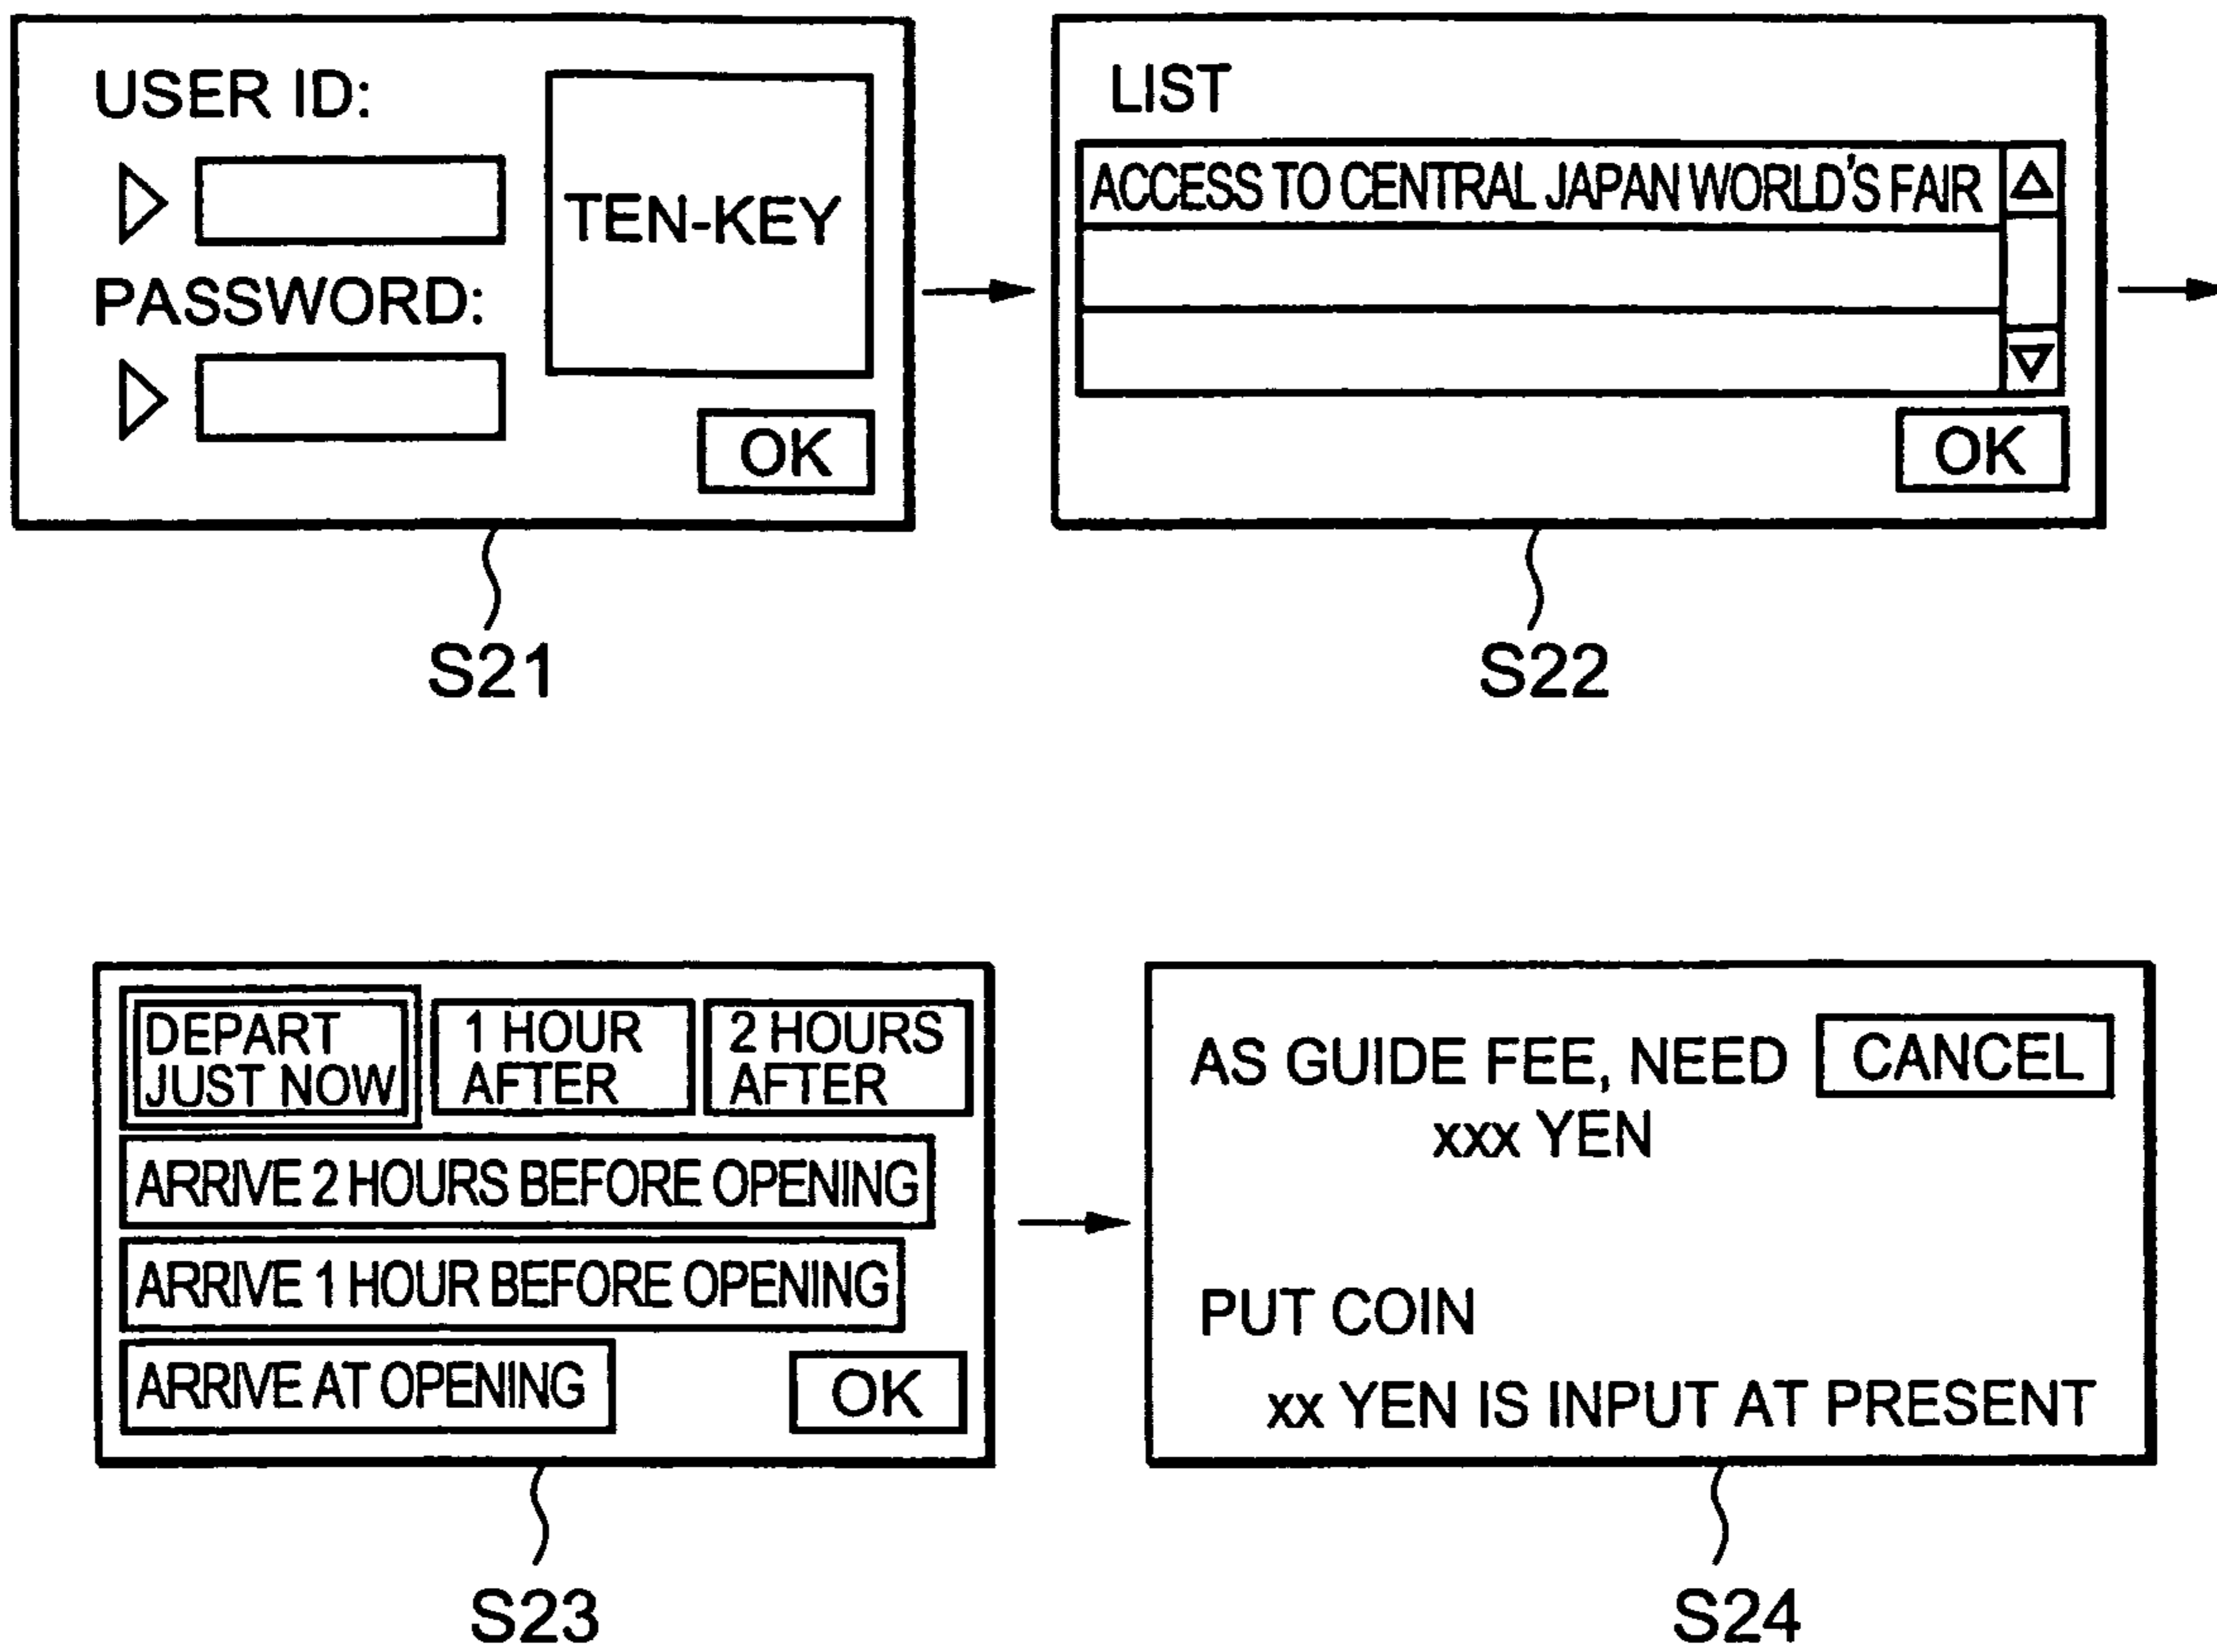 USER ID:
TEN-KEY
PASSWORD:
OK
S21
LIST
ACCESS TO CENTRAL JAPAN WORLD'S FAIR
OK
S22
DEPART
JUST NOW
1 HOUR
AFTER
2 HOURS
AFTER
ARRIVE 2 HOURS BEFORE OPENING
ARRIVE 1 HOUR BEFORE OPENING
ARRIVE AT OPENING
OK
S23
AS GUIDE FEE, NEED
CANCEL
xxx YEN
PUT COIN
xx YEN IS INPUT AT PRESENT
S24